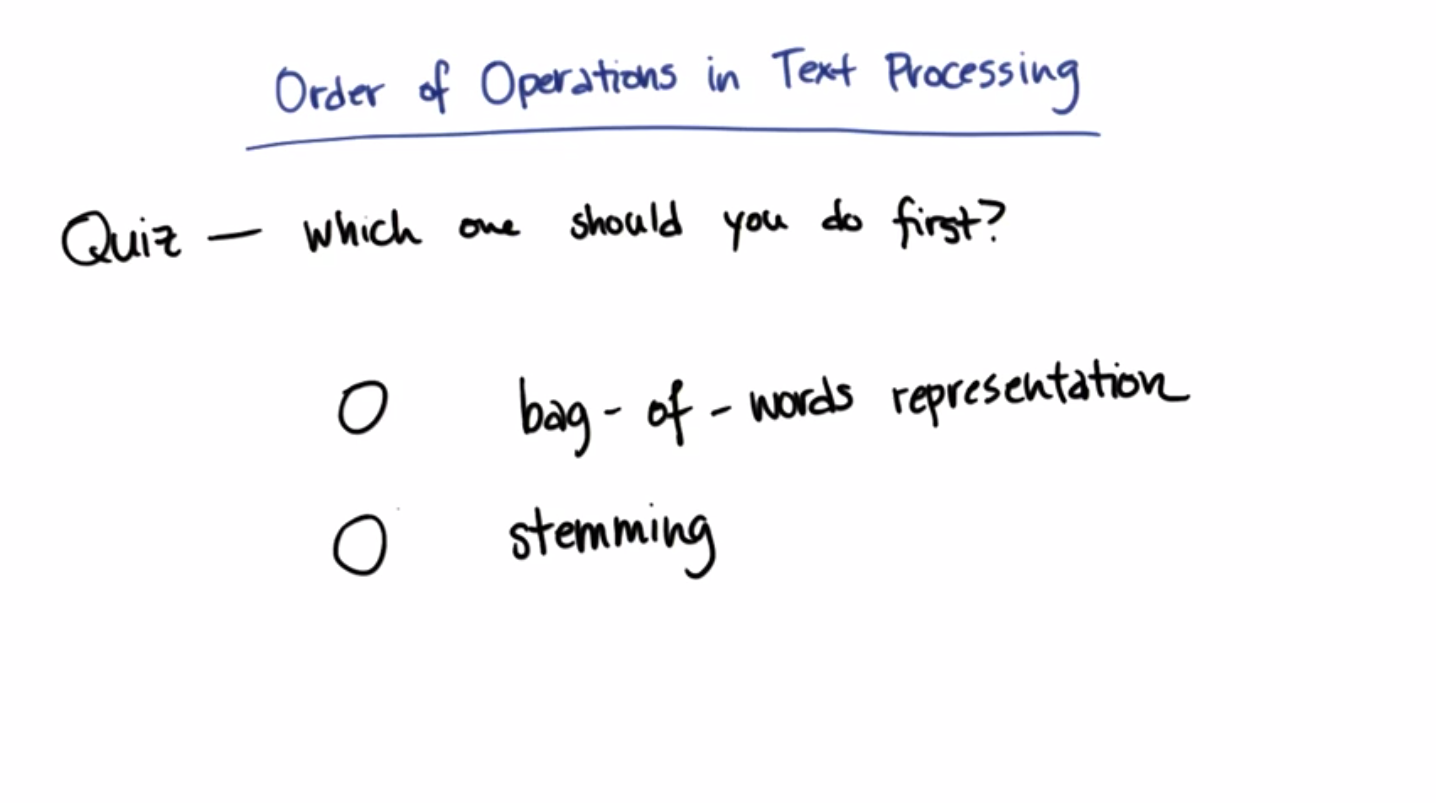 Order of Operations in Text Processing
Quiz — which one should you do first?
bag-of-words representation
stemming